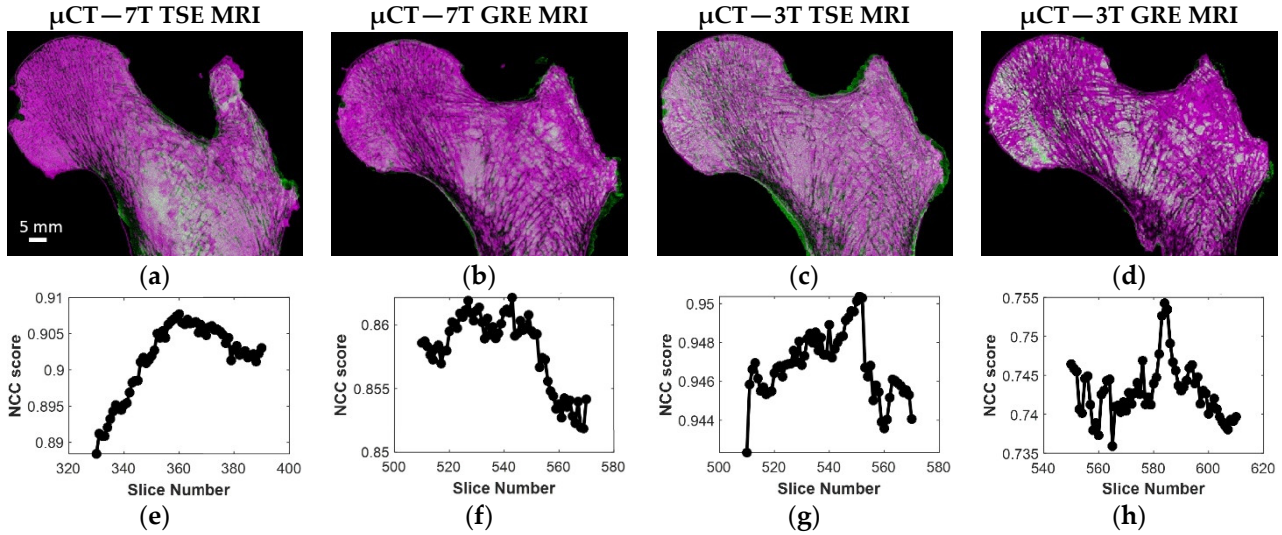 μCT—7T TSE MRI
μCT—7T GRE MRI
μCT—3T TSE MRI
μCT—3T GRE MRI
5 mm
(a)
(b)
(c)
(d)
NCC score
0.91
0.905
0.9
0.895
0.89
320 340 360 380 400
Slice Number
(e)
NCC score
0.86
0.855
0.85
500 520 540 560 580
Slice Number
(f)
NCC score
0.95
0.948
0.946
0.944
500 520 540 560 580
Slice Number
(g)
NCC score
0.755
0.75
0.745
0.74
0.735
540 560 580 600 620
Slice Number
(h)